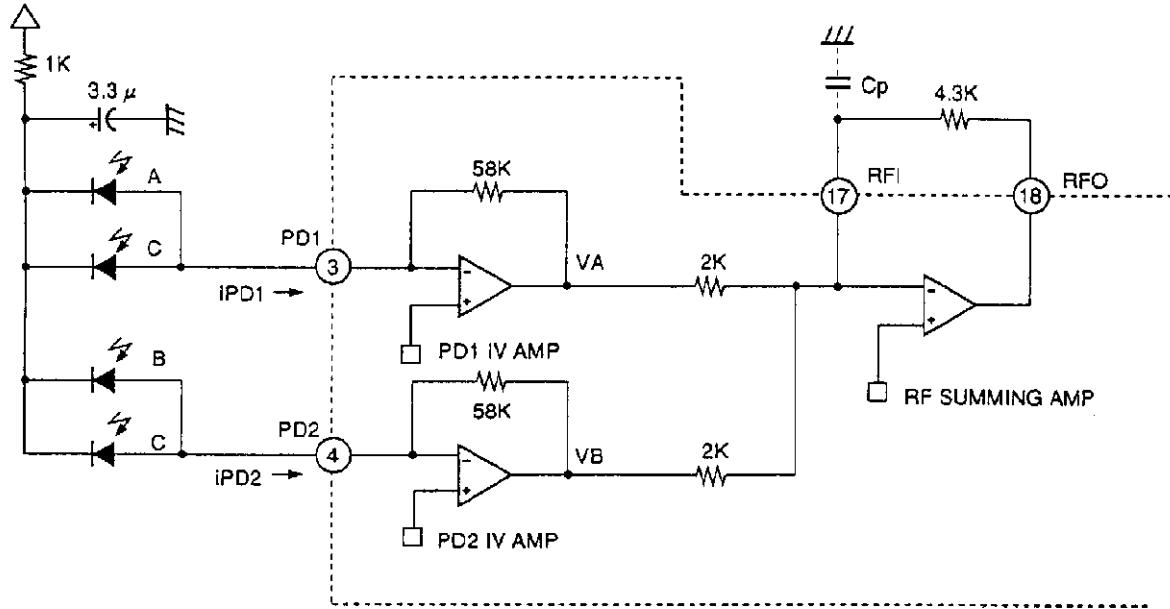 1K
3.3 μ
Cp
4.3K
A
58K
17
RFI
18
RFO
C
PD1
3
iPD1 →
-
+
VA
2K
-
+
PD1 IV AMP
B
58K
RF SUMMING AMP
C
PD2
4
iPD2 →
-
+
VB
2K
PD2 IV AMP
+